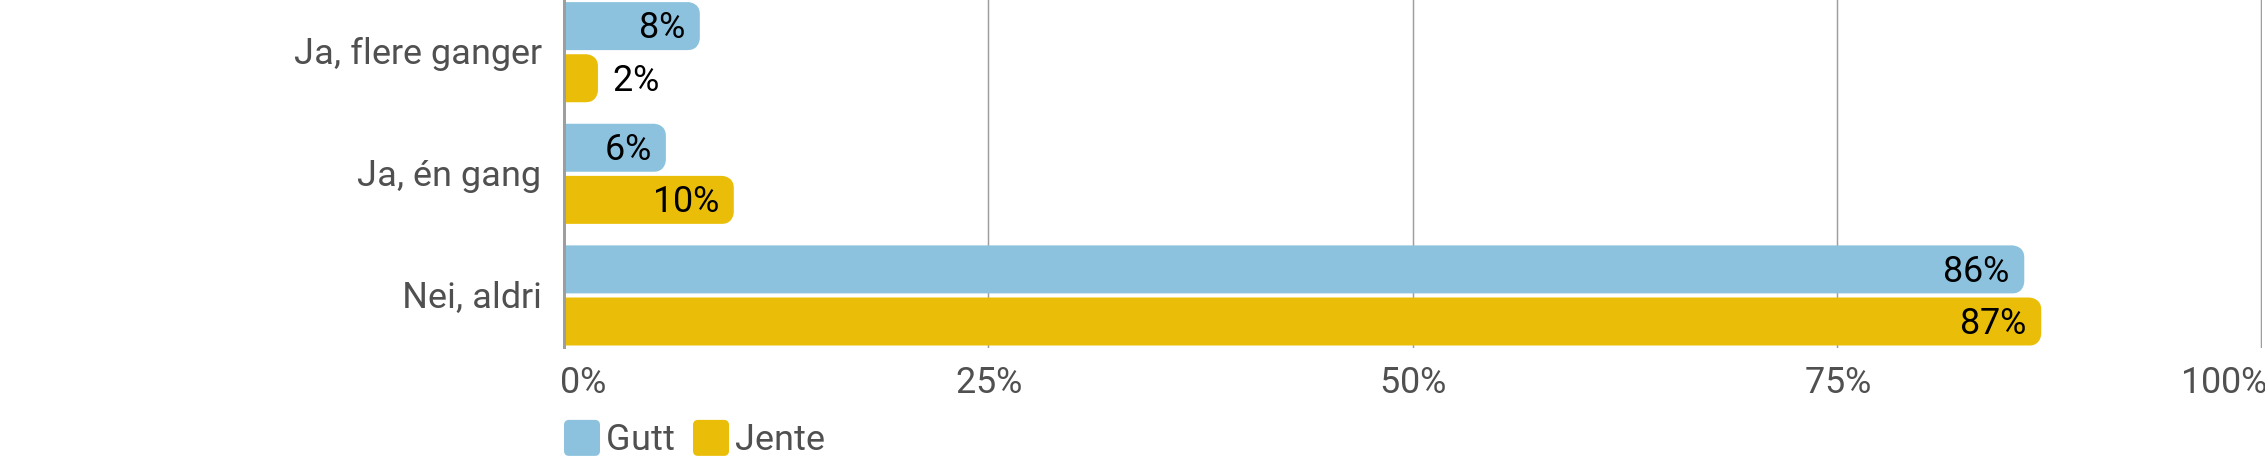 8%
Ja, flere ganger
2%
6%
Ja, én gang
10%
86%
Nei, aldri
87%
0% 25% 50% 75% 100%
Gutt Jente